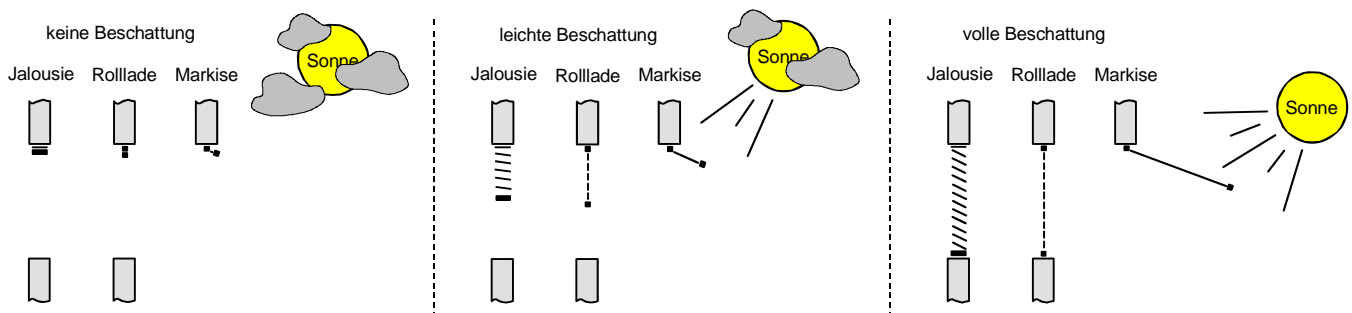 keine Beschattung
Jalousie Rolllade Markise
Sonne
leichte Beschattung
Jalousie Rolllade Markise
Sonne
volle Beschattung
Jalousie Rolllade Markise
Sonne